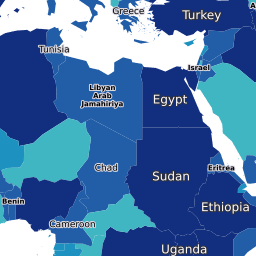 Greece
Turkey
Tunisia
Israel
Libyan
Arab
Jamahiriya
Egypt
Chad
Sudan
Eritrea
Benin
Ethiopia
Cameroon
Uganda